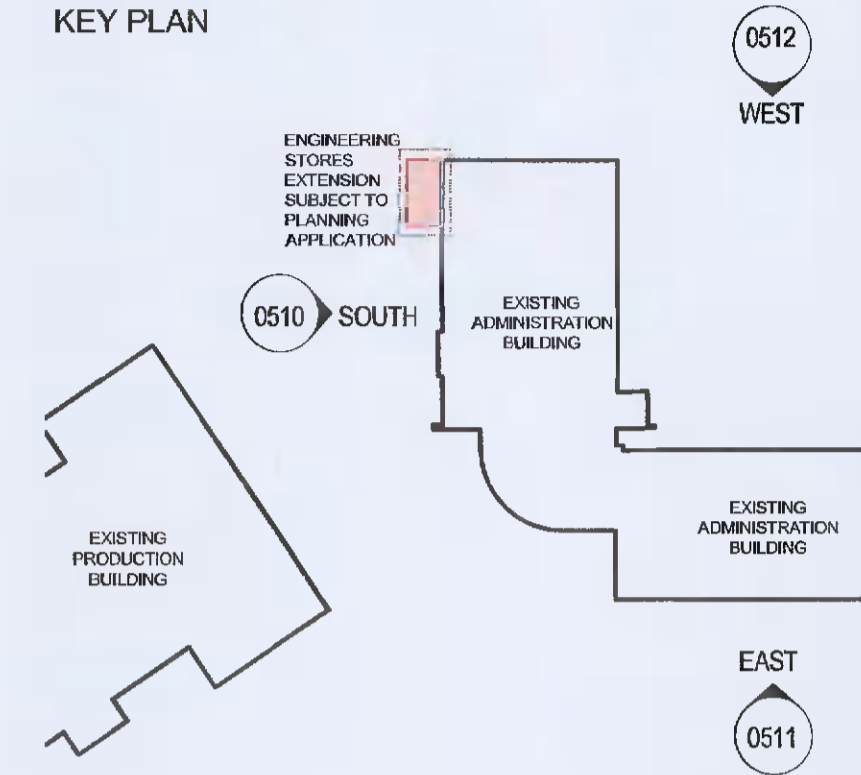 KEY PLAN
0512
WEST
ENGINEERING
STORES
EXTENSION
SUBJECT TO
PLANNING
APPLICATION
0510
SOUTH
EXISTING
ADMINISTRATION
BUILDING
EXISTING
PRODUCTION
BUILDING
EXISTING
ADMINISTRATION
BUILDING
EAST
0511